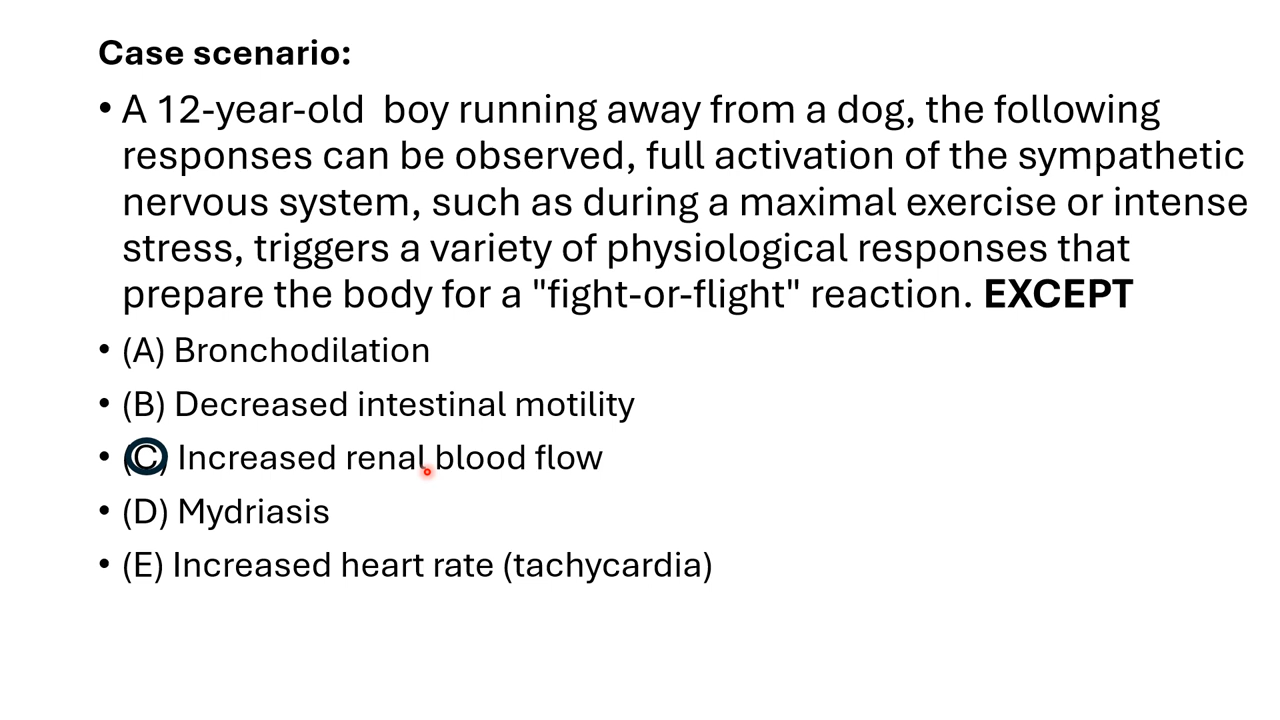 Case scenario:
• A 12-year-old  boy running away from a dog, the following
responses can be observed, full activation of the sympathetic
nervous system, such as during a maximal exercise or intense
stress, triggers a variety of physiological responses that
prepare the body for a "fight-or-flight" reaction. EXCEPT
• (A) Bronchodilation
• (B) Decreased intestinal motility
• (C) Increased renal blood flow
• (D) Mydriasis
• (E) Increased heart rate (tachycardia)